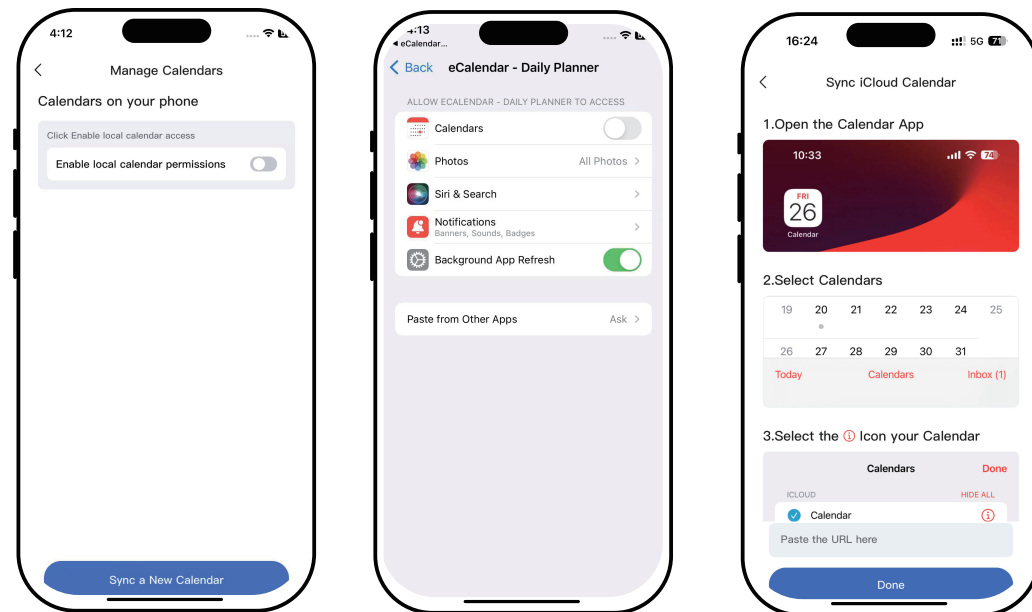 4:12
Manage Calendars
Calendars on your phone
Click Enable local calendar access
Enable local calendar permissions
Sync a New Calendar
4:13
eCalendar...
Back eCalendar - Daily Planner
ALLOW ECALENDAR - DAILY PLANNER TO ACCESS
Calendars
Photos All Photos
Siri & Search
Notifications
Banners, Sounds, Badges
Background App Refresh
Paste from Other Apps Ask
16:24 5G 71
Sync iCloud Calendar
1.Open the Calendar App
10:33 74
FRI
26
Calendar
2.Select Calendars
19 20 21 22 23 24 25
26 27 28 29 30 31
Today Calendars Inbox (1)
3.Select the i Icon your Calendar
Calendars Done
ICLOUD HIDE ALL
Calendar i
Paste the URL here
Done